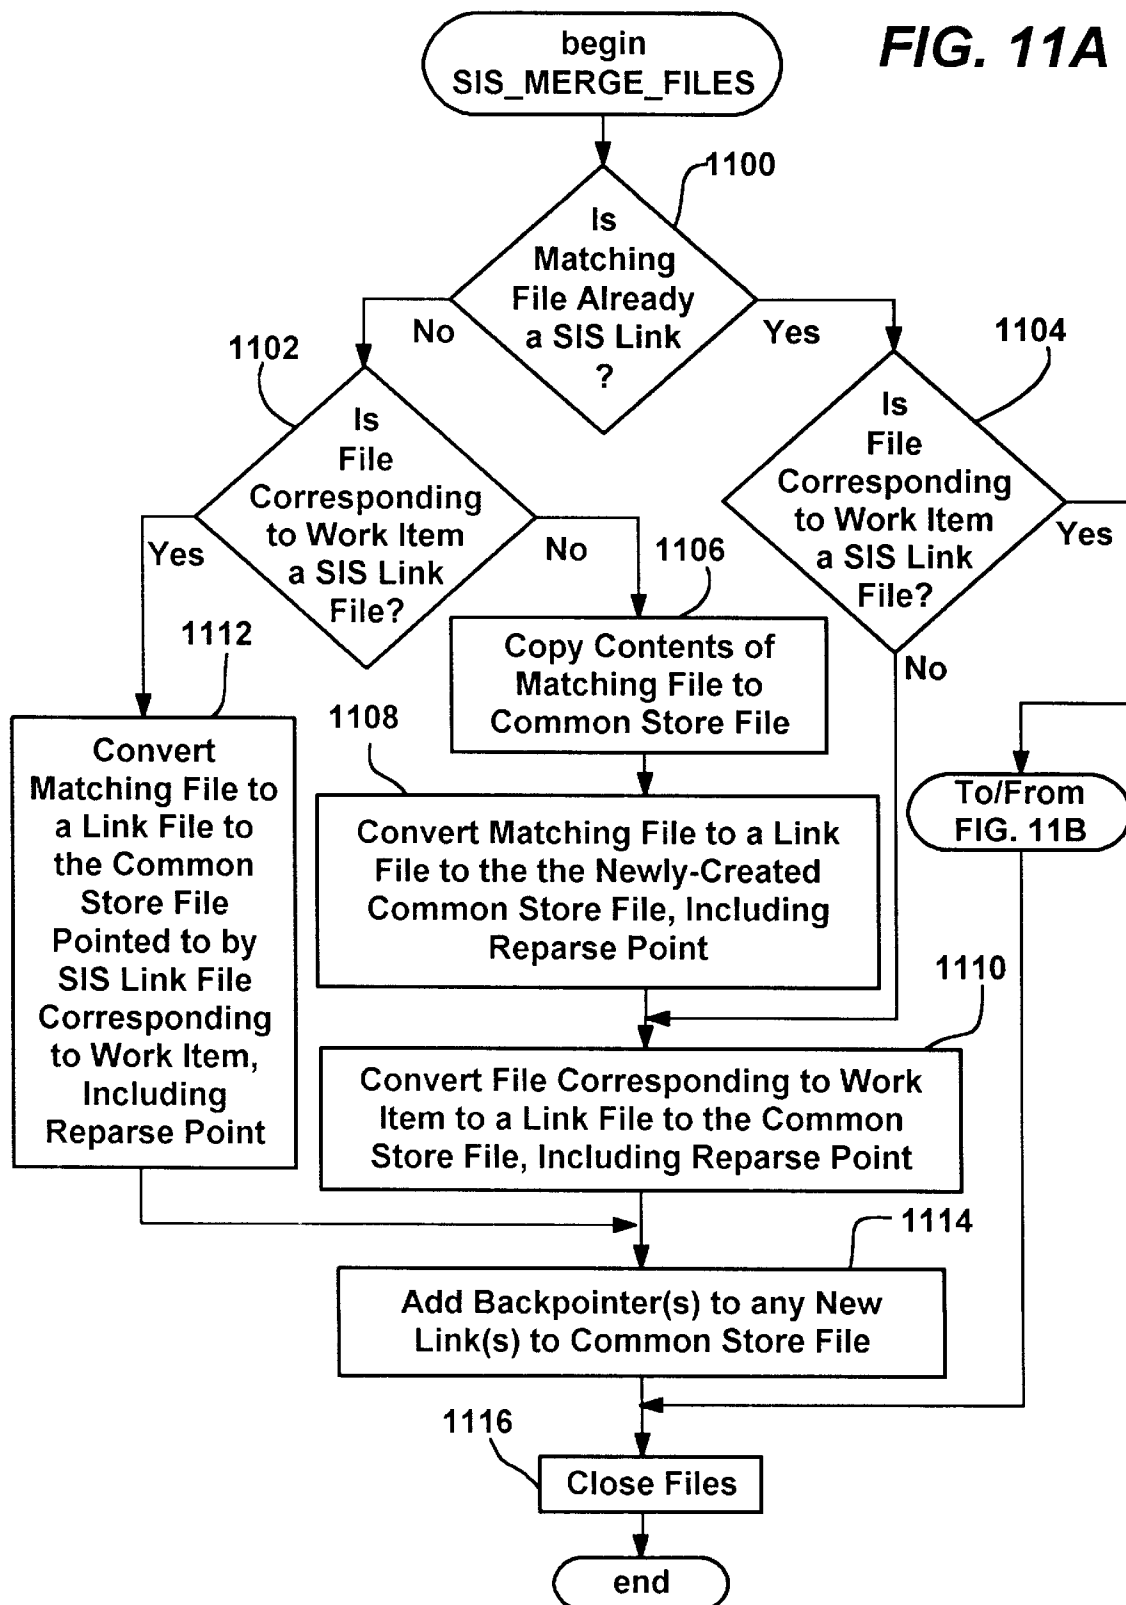 begin
SIS_MERGE_FILES
FIG. 11A
1100
Is
Matching
File Already
a SIS Link
?
No
Yes
1102
Is
File
Corresponding
to Work Item
a SIS Link
File?
Yes
No
1104
Is
File
Corresponding
to Work Item
a SIS Link
File?
Yes
No
1106
Copy Contents of
Matching File to
Common Store File
1112
Convert
Matching File to
a Link File to
the Common
Store File
Pointed to by
SIS Link File
Corresponding
to Work Item,
Including
Reparse Point
1108
Convert Matching File to a Link
File to the the Newly-Created
Common Store File, Including
Reparse Point
To/From
FIG. 11B
1110
Convert File Corresponding to Work
Item to a Link File to the Common
Store File, Including Reparse Point
1114
Add Backpointer(s) to any New
Link(s) to Common Store File
1116
Close Files
end